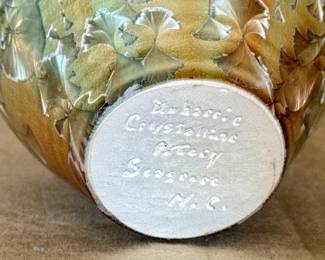 Crystalline
Pottery
Seagrove
N.C.